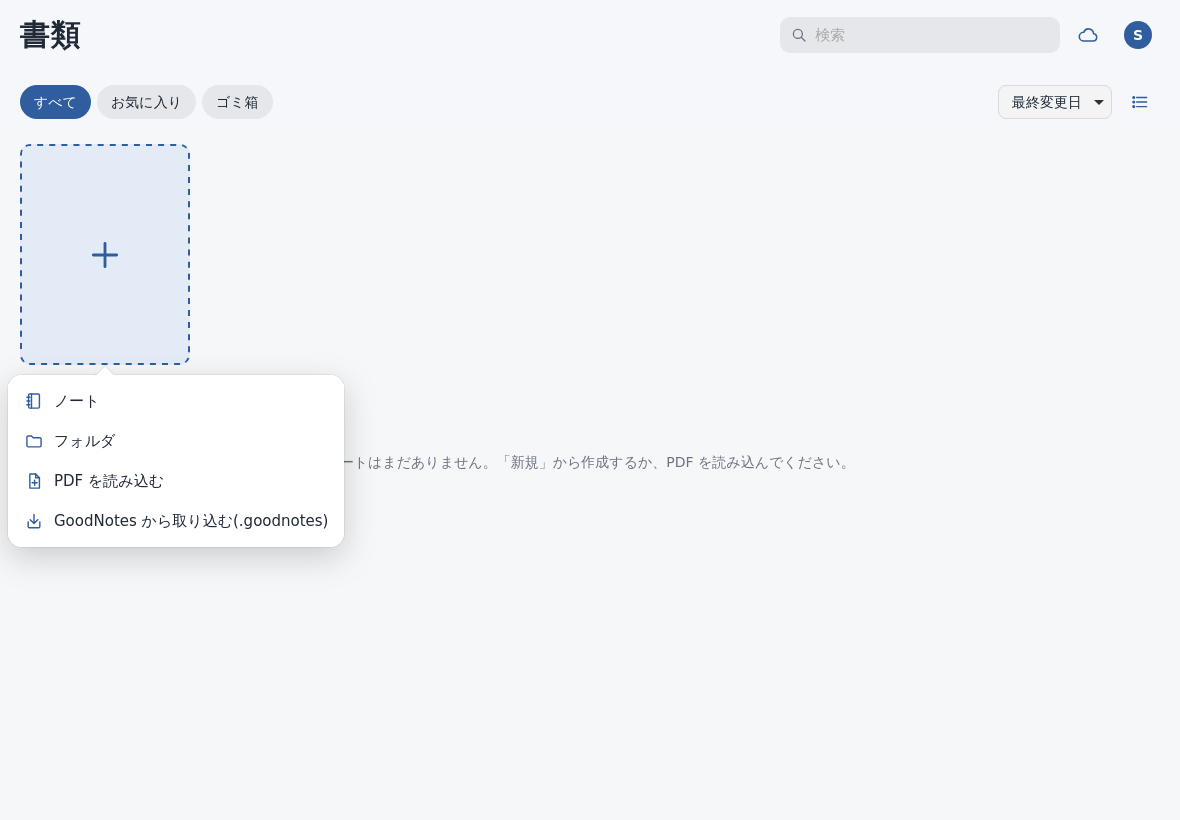 書類
検索
S
すべて
お気に入り
ゴミ箱
最終変更日
ノート
フォルダ
ートはまだありません。「新規」から作成するか、PDF を読み込んでください。
PDF を読み込む
GoodNotes から取り込む(.goodnotes)